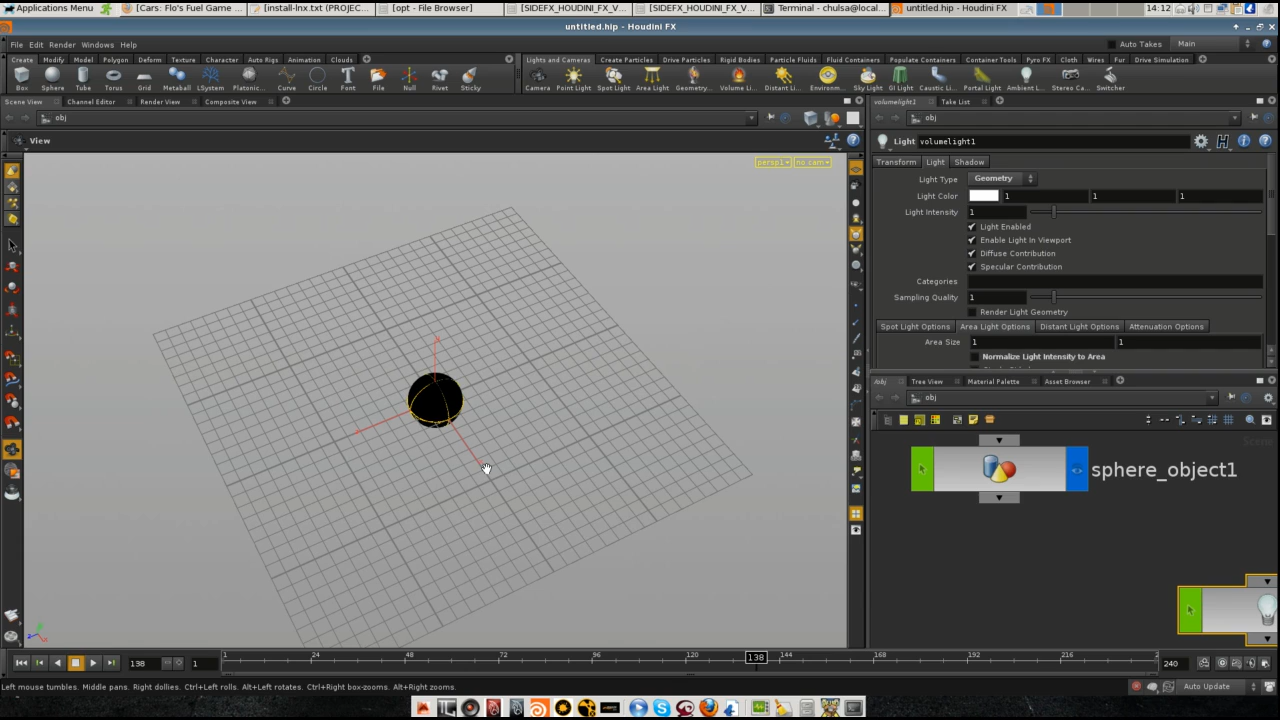 Applications Menu [Cars: Flo's Fuel Game ... [install-lnx.txt (PROJEC... [opt - File Browser] [SIDEFX_HOUDINI_FX_V... [SIDEFX_HOUDINI_FX_V... Terminal - chulsa@local... untitled.hip - Houdini FX 14:12
untitled.hip - Houdini FX
File Edit Render Windows Help Auto Takes Main
Create Modify Model Polygon Deform Texture Character Auto Rigs Animation Clouds Lights and Cameras Create Particles Drive Particles Rigid Bodies Particle Fluids Fluid Containers Populate Containers Container Tools Pyro FX Cloth Wires Fur Drive Simulation
Box Sphere Tube Torus Grid Metaball LSystem Platonic... Curve Circle Font File Null Rivet Sticky Camera Point Light Spot Light Area Light Geometry... Volume Li... Distant Li... Environm... Sky Light GI Light Caustic Li... Portal Light Ambient L... Stereo Ca... Switcher
Scene View Channel Editor Render View Composite View volumelight1 Take List
obj obj
View Light volumelight1
persp1 no cam Transform Light Shadow
Light Type Geometry
Light Color 1 1 1
Light Intensity 1
Light Enabled
Enable Light In Viewport
Diffuse Contribution
Specular Contribution
Categories
Sampling Quality 1
Render Light Geometry
Spot Light Options Area Light Options Distant Light Options Attenuation Options
Area Size 1 1
Normalize Light Intensity to Area
/obj Tree View Material Palette Asset Browser
obj
Scene
sphere_object1
138 1 1 24 48 72 96 120 138 144 168 192 216 2 240
Left mouse tumbles. Middle pans. Right dollies. Ctrl+Left rolls. Alt+Left rotates. Ctrl+Right box-zooms. Alt+Right zooms. Auto Update